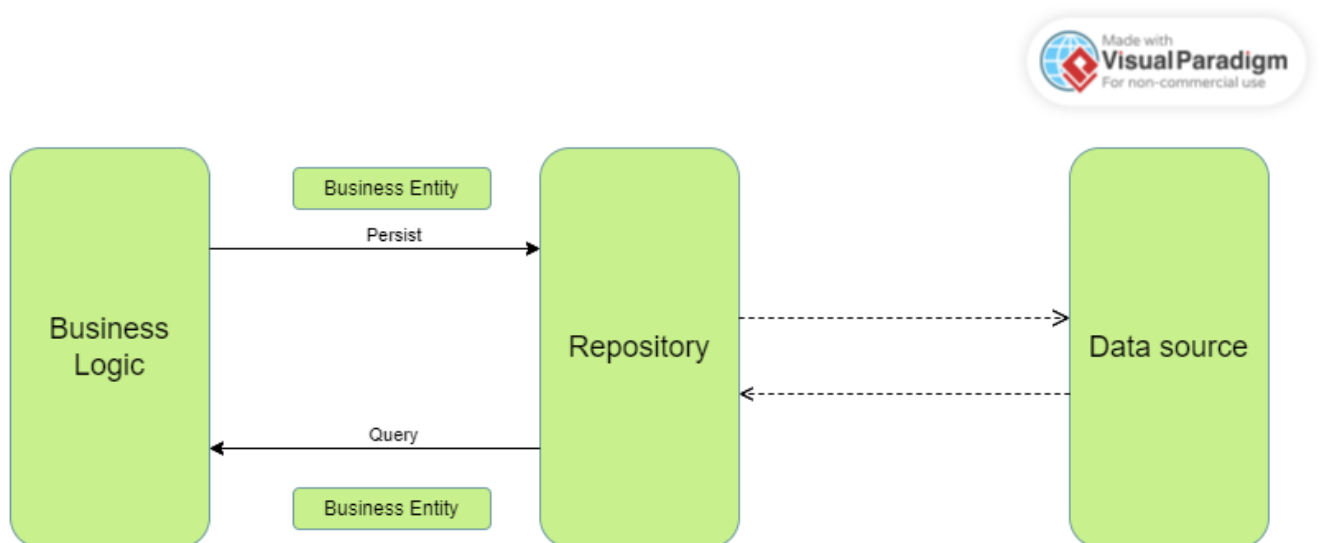 Made with
Visual Paradigm
For non-commercial use
Business Entity
Persist
Business
Logic
Repository
Data source
Query
Business Entity